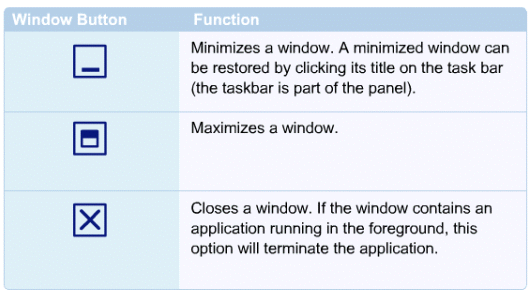 Window Button Function
Minimizes a window. A minimized window can
be restored by clicking its title on the task bar
(the taskbar is part of the panel).
Maximizes a window.
Closes a window. If the window contains an
application running in the foreground, this
option will terminate the application.